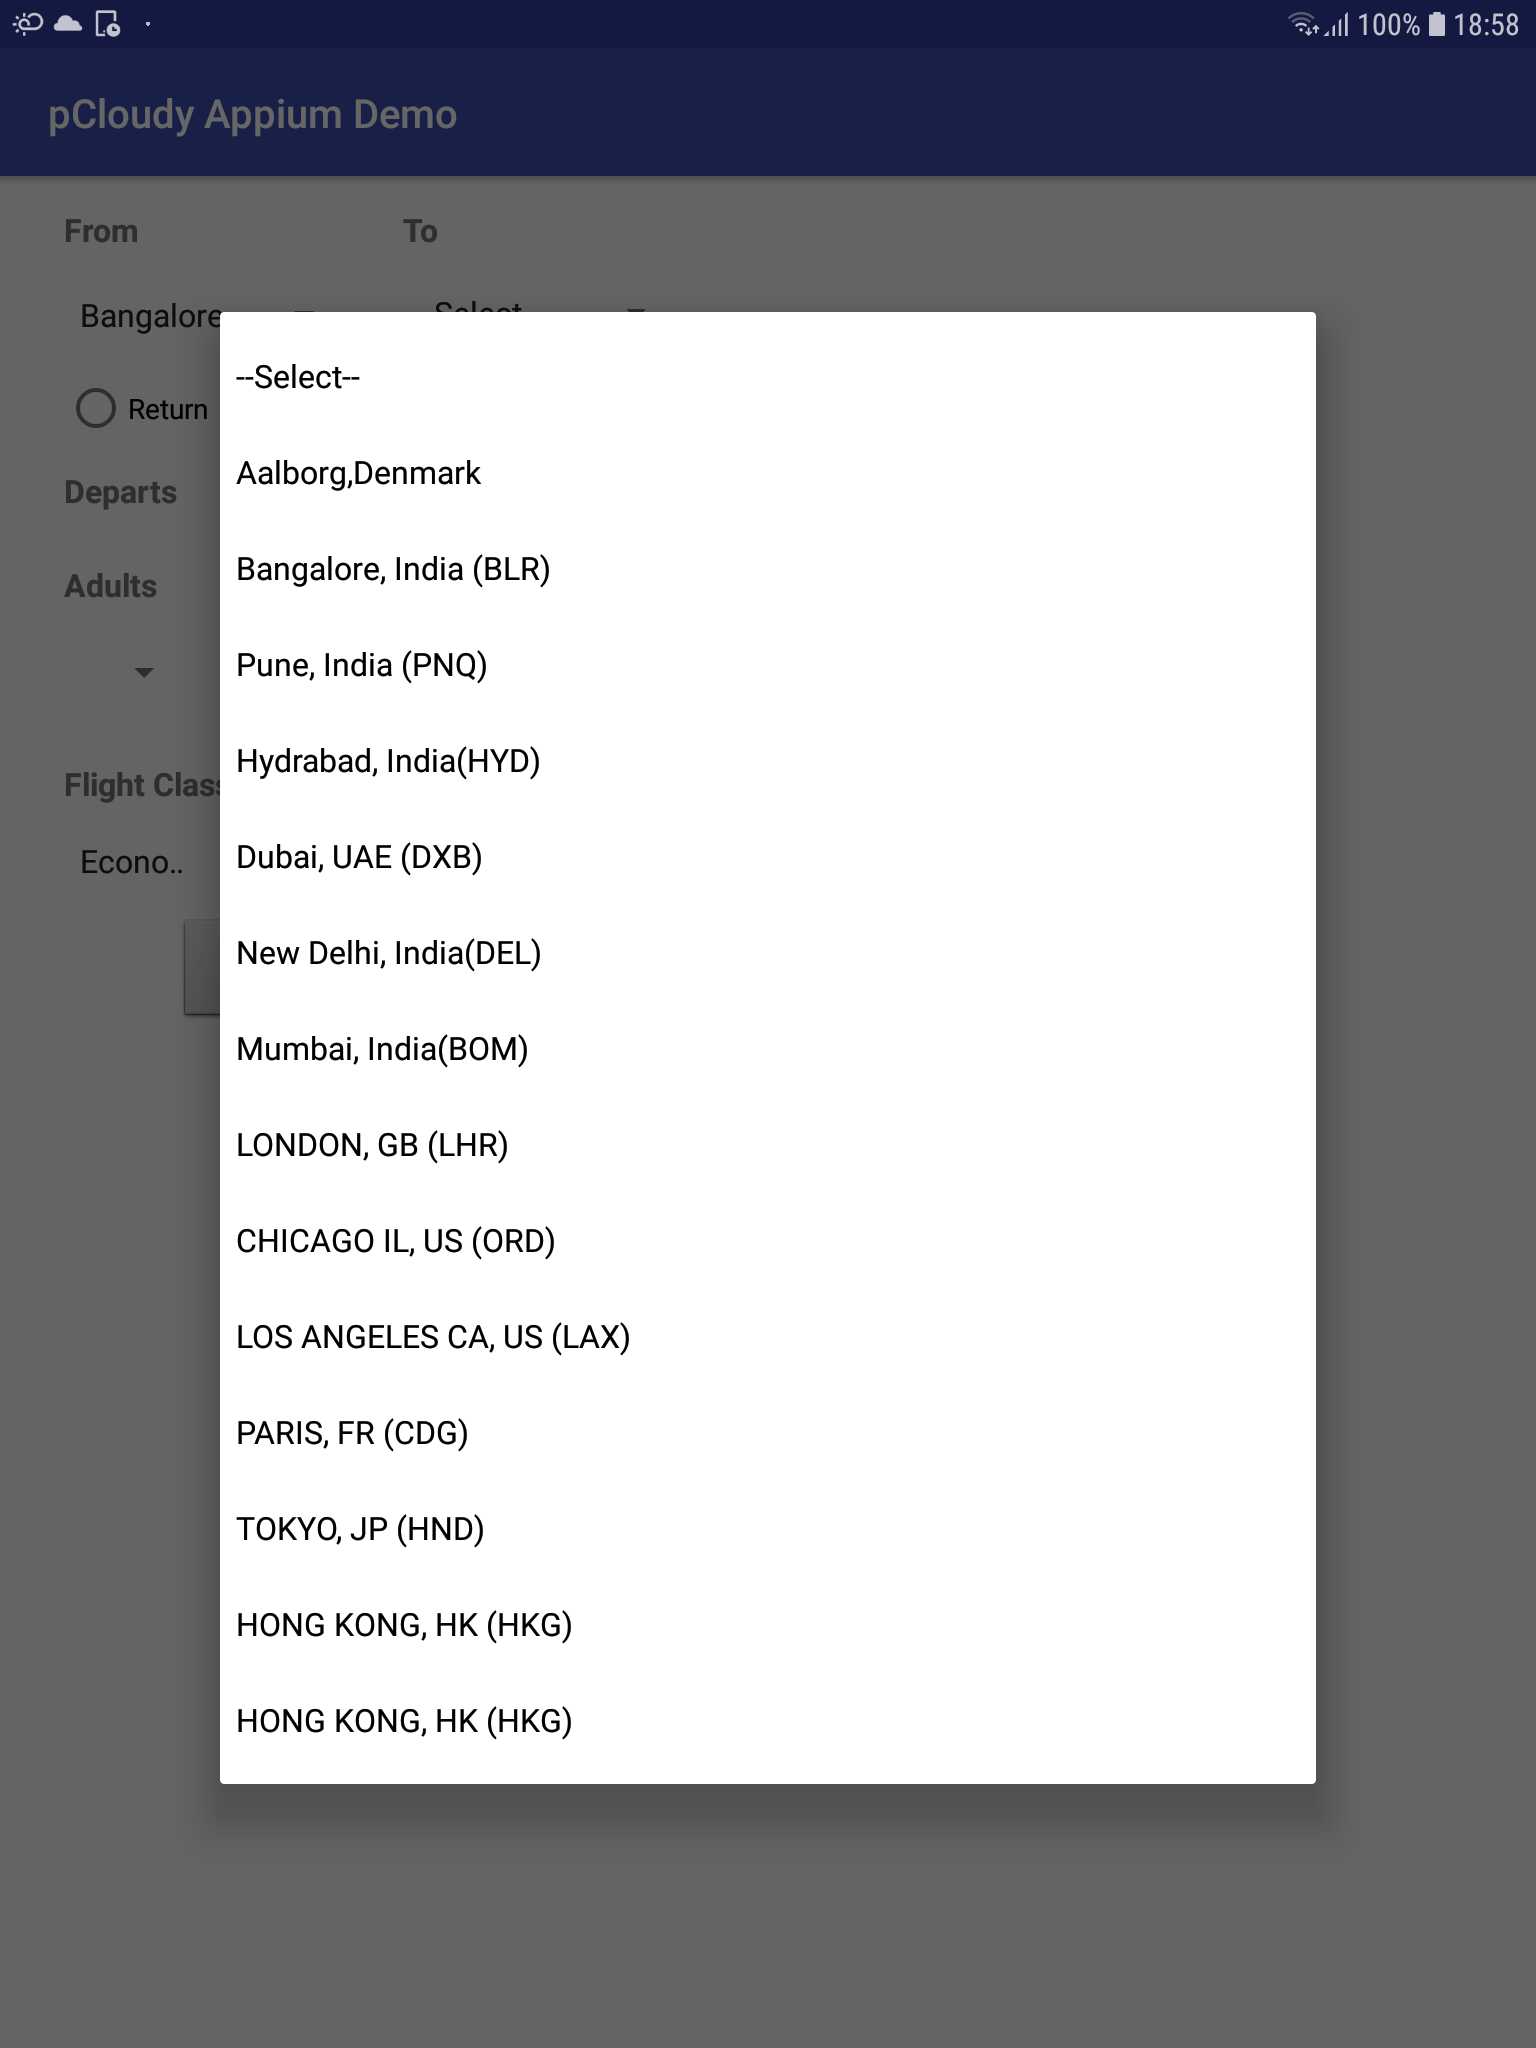 100% 18:58
pCloudy Appium Demo
From To
Bangalore Select
Return
Departs
Adults
Flight Class
Econo..
--Select--
Aalborg,Denmark
Bangalore, India (BLR)
Pune, India (PNQ)
Hydrabad, India(HYD)
Dubai, UAE (DXB)
New Delhi, India(DEL)
Mumbai, India(BOM)
LONDON, GB (LHR)
CHICAGO IL, US (ORD)
LOS ANGELES CA, US (LAX)
PARIS, FR (CDG)
TOKYO, JP (HND)
HONG KONG, HK (HKG)
HONG KONG, HK (HKG)